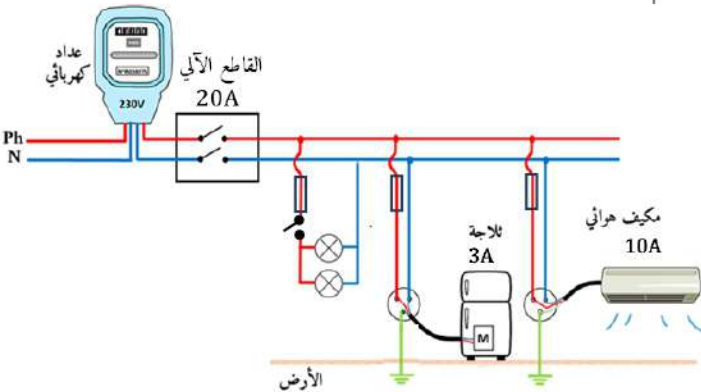 عداد
كهربائي
230V
القاطع الآلي
20A
Ph
N
ثلاجة
3A
M
مكيف هوائي
10A
الأرض